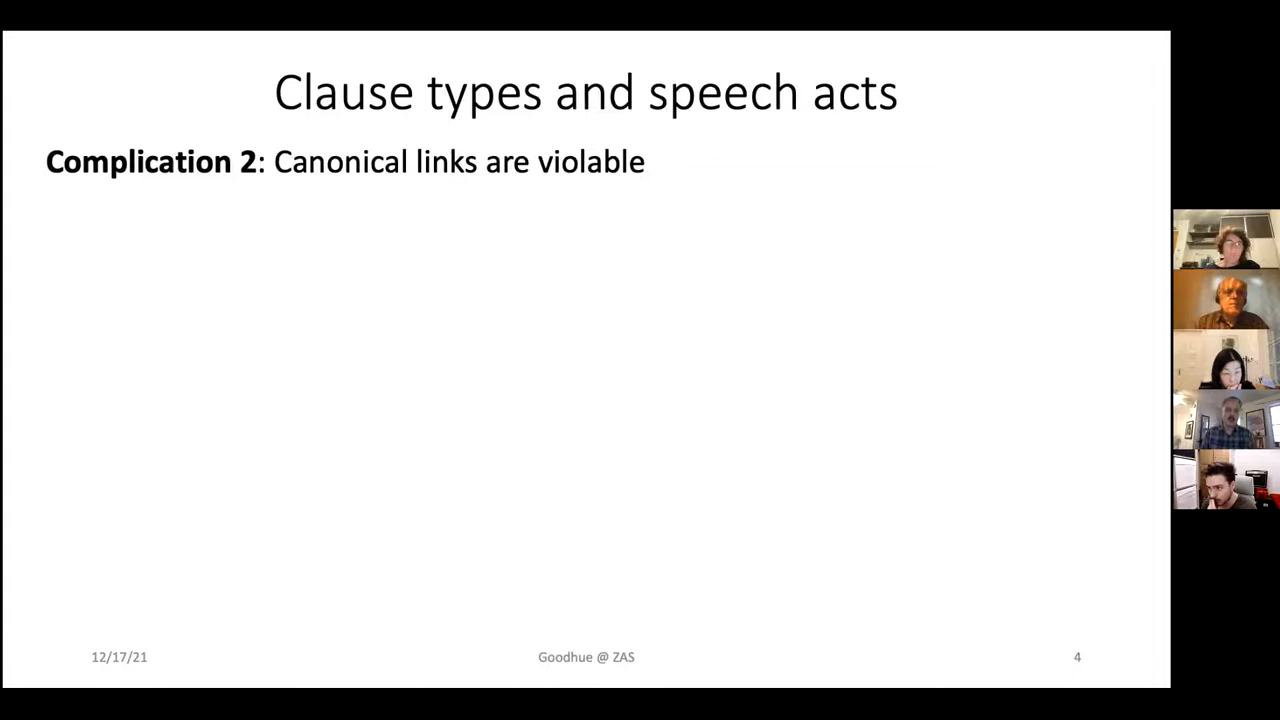 Clause types and speech acts
Complication 2: Canonical links are violable
12/17/21
Goodhue @ ZAS
4